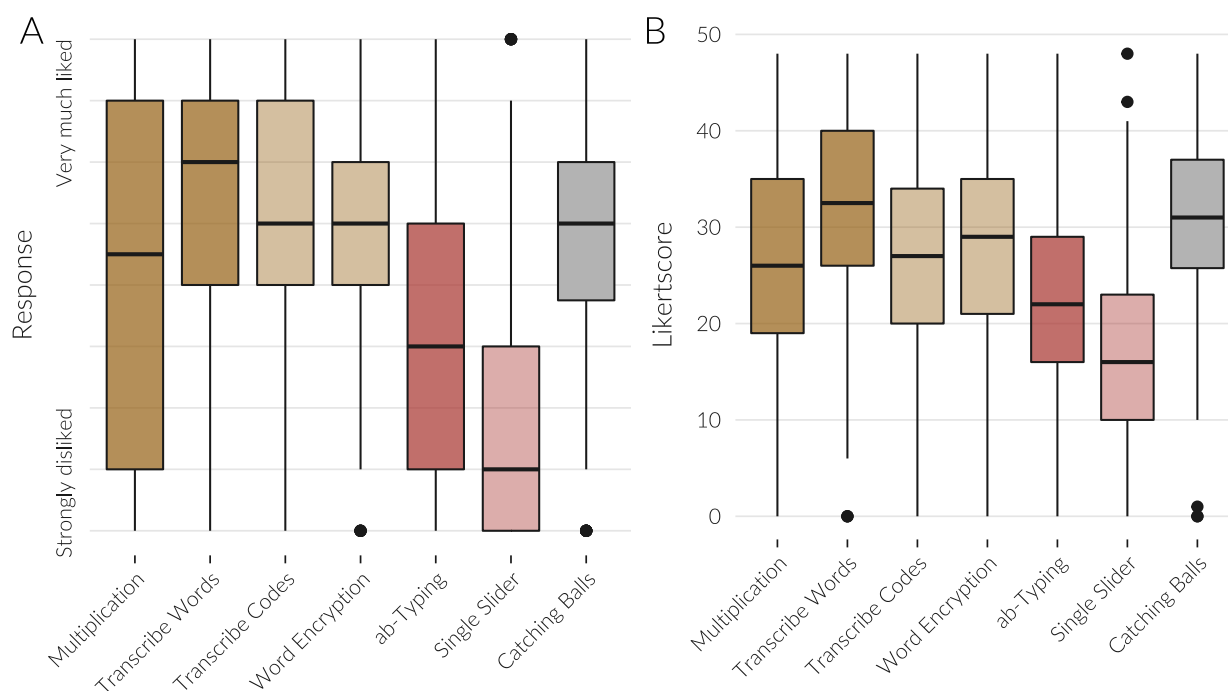 A
Very much liked
Response
Strongly disliked
Multiplication
Transcribe Words
Transcribe Codes
Word Encryption
ab-Typing
Single Slider
Catching Balls
B
50
40
30
20
10
0
Likertscore
Multiplication
Transcribe Words
Transcribe Codes
Word Encryption
ab-Typing
Single Slider
Catching Balls